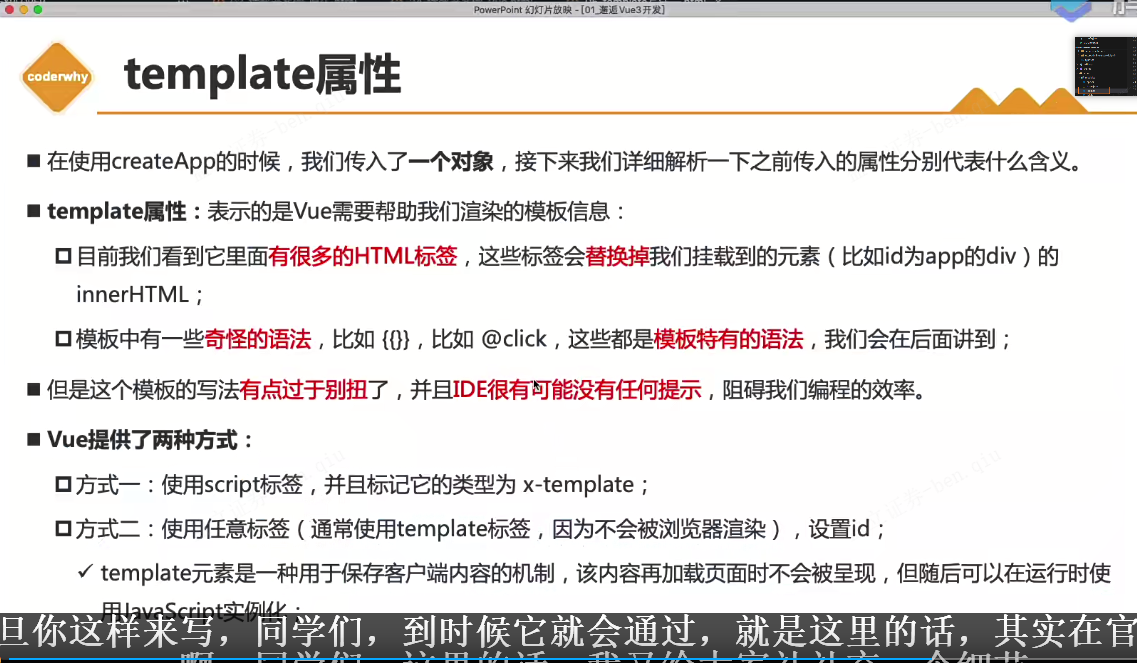 PowerPoint 幻灯片放映 - [01_邂逅Vue3开发]
coderwhy
template属性
在使用createApp的时候，我们传入了一个对象，接下来我们详细解析一下之前传入的属性分别代表什么含义。
template属性：表示的是Vue需要帮助我们渲染的模板信息：
目前我们看到它里面有很多的HTML标签，这些标签会替换掉我们挂载到的元素（比如id为app的div）的
innerHTML；
模板中有一些奇怪的语法，比如 {{}}，比如 @click，这些都是模板特有的语法，我们会在后面讲到；
但是这个模板的写法有点过于别扭了，并且IDE很有可能没有任何提示，阻碍我们编程的效率。
Vue提供了两种方式：
方式一：使用script标签，并且标记它的类型为 x-template；
方式二：使用任意标签（通常使用template标签，因为不会被浏览器渲染），设置id；
template元素是一种用于保存客户端内容的机制，该内容再加载页面时不会被呈现，但随后可以在运行时使
用JavaScript实例化；
旦你这样来写，同学们，到时候它就会通过，就是这里的话，其实在官